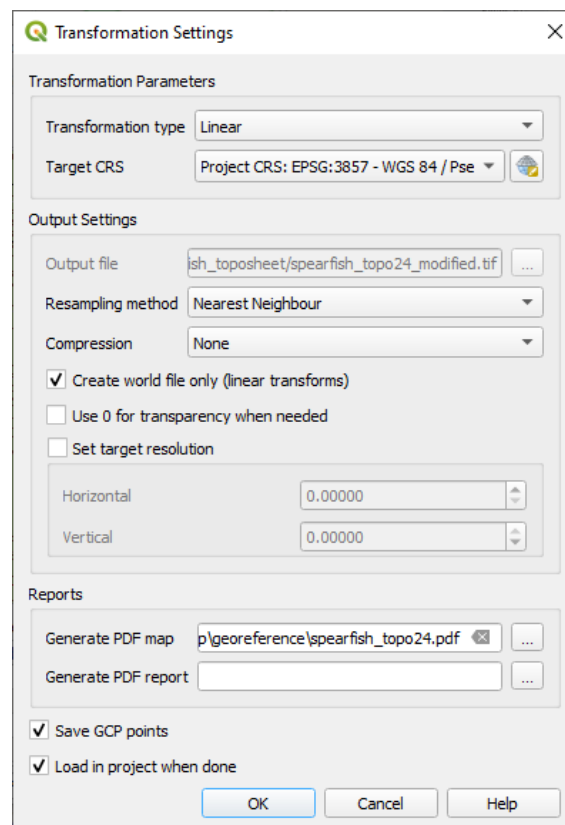 Transformation Settings
Transformation Parameters
Transformation type Linear
Target CRS Project CRS: EPSG:3857 - WGS 84 / Pse
Output Settings
Output file ish_toposheet/spearfish_topo24_modified.tif ...
Resampling method Nearest Neighbour
Compression None
Create world file only (linear transforms)
Use 0 for transparency when needed
Set target resolution
Horizontal 0.00000
Vertical 0.00000
Reports
Generate PDF map p\georeference\spearfish_topo24.pdf ...
Generate PDF report ...
Save GCP points
Load in project when done
OK Cancel Help